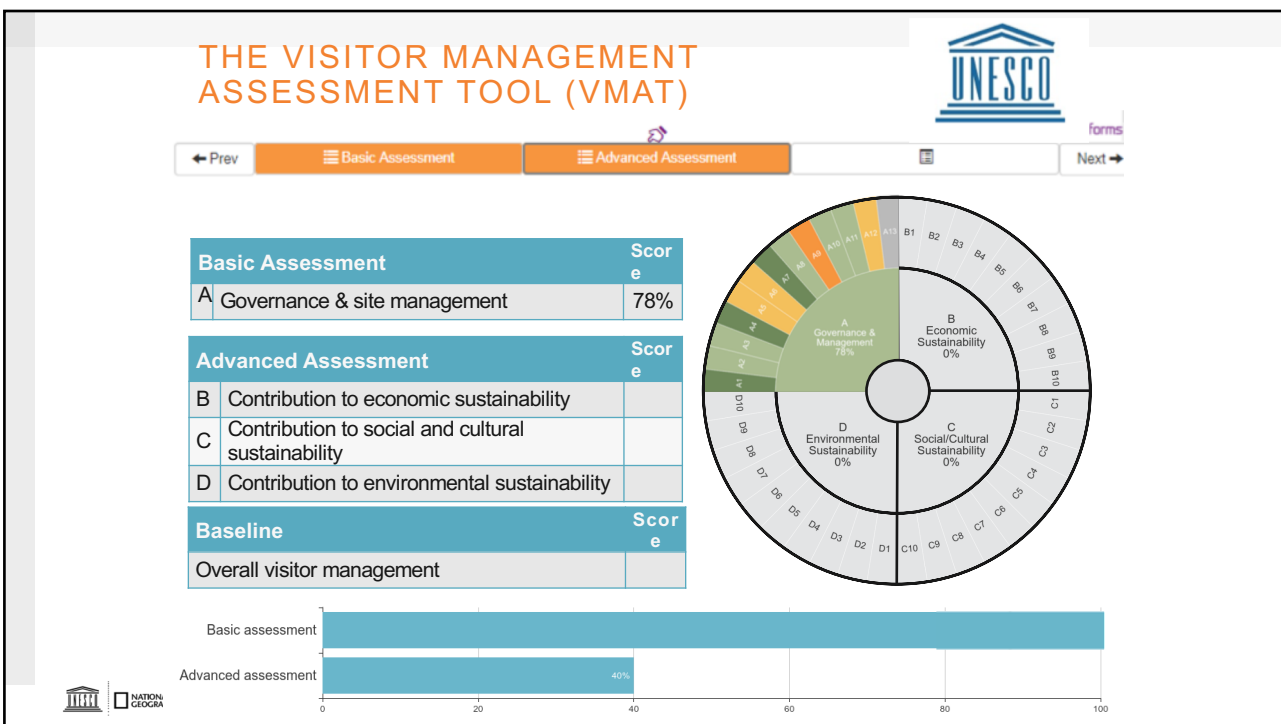 THE VISITOR MANAGEMENT
ASSESSMENT TOOL (VMAT)
UNESCO
forms
Prev
Basic Assessment
Advanced Assessment
Next
Basic Assessment
Scor
e
A
Governance & site management
78%
Advanced Assessment
Scor
e
B
Contribution to economic sustainability
C
Contribution to social and cultural
sustainability
D
Contribution to environmental sustainability
Baseline
Scor
e
Overall visitor management
A1
A2
A3
A4
A5
A6
A7
A8
A9
A10
A11
A12
A13
B1
B2
B3
B4
B5
B6
B7
B8
B9
B10
C1
C2
C3
C4
C5
C6
C7
C8
C9
C10
D1
D2
D3
D4
D5
D6
D7
D8
D9
D10
A
Governance &
Management
78%
B
Economic
Sustainability
0%
C
Social/Cultural
Sustainability
0%
D
Environmental
Sustainability
0%
Basic assessment
Advanced assessment
40%
0
20
40
60
80
100
UNESCO
NATION
GEOGRA